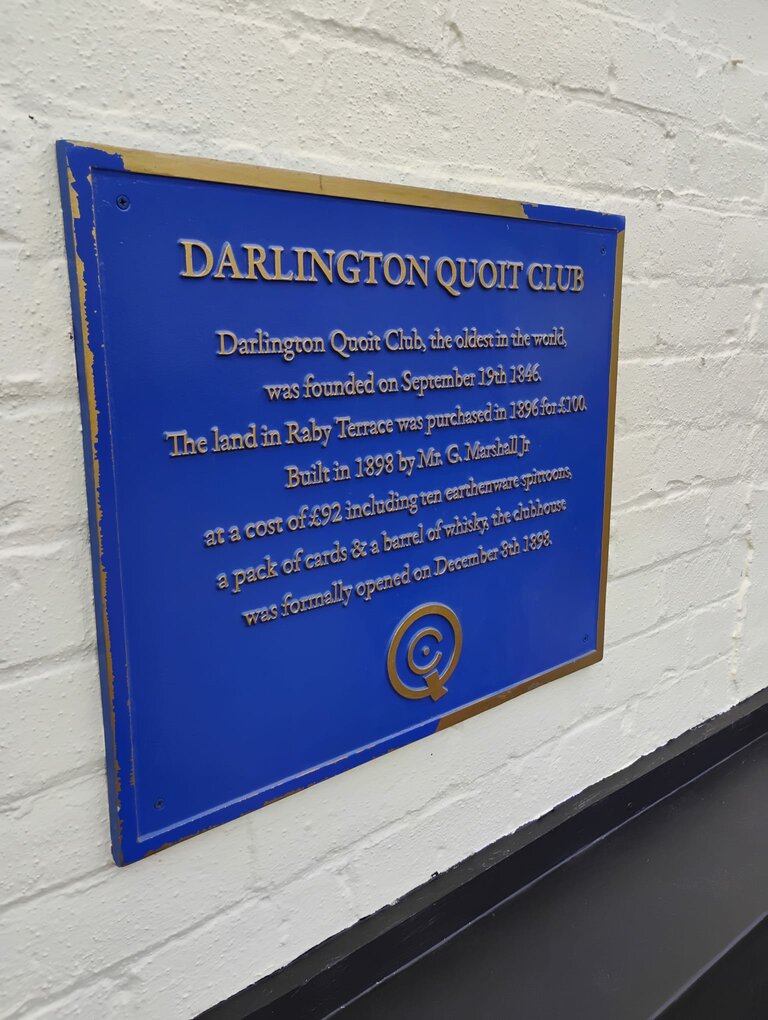 DARLINGTON QUOIT CLUB
Darlington Quoit Club, the oldest in the world,
was founded on September 19th 1846.
The land in Raby Terrace was purchased in 1896 for £100.
Built in 1898 by Mr. G. Marshall Jr
at a cost of £92 including ten earthenware spittoons,
a pack of cards & a barrel of whisky, the clubhouse
was formally opened on December 8th 1898.
QC